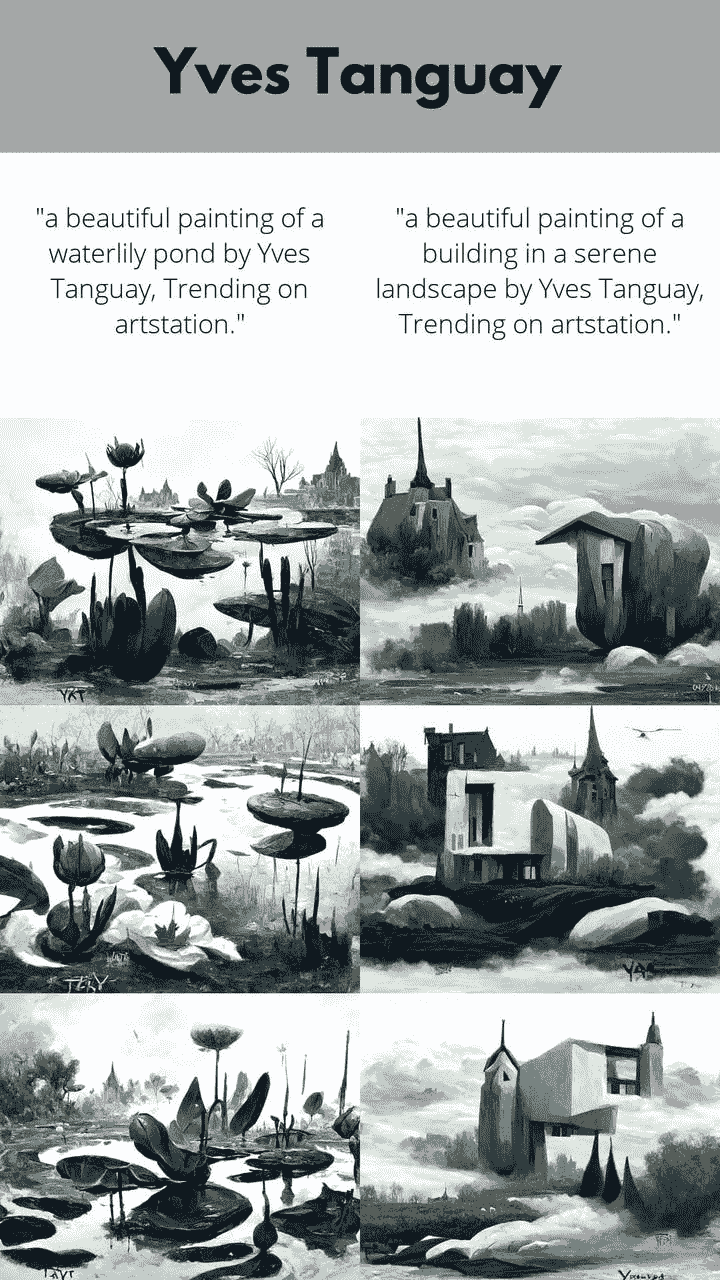 Yves Tanguay
"a beautiful painting of a
waterlily pond by Yves
Tanguay, Trending on
artstation."
"a beautiful painting of a
building in a serene
landscape by Yves Tanguay,
Trending on artstation."